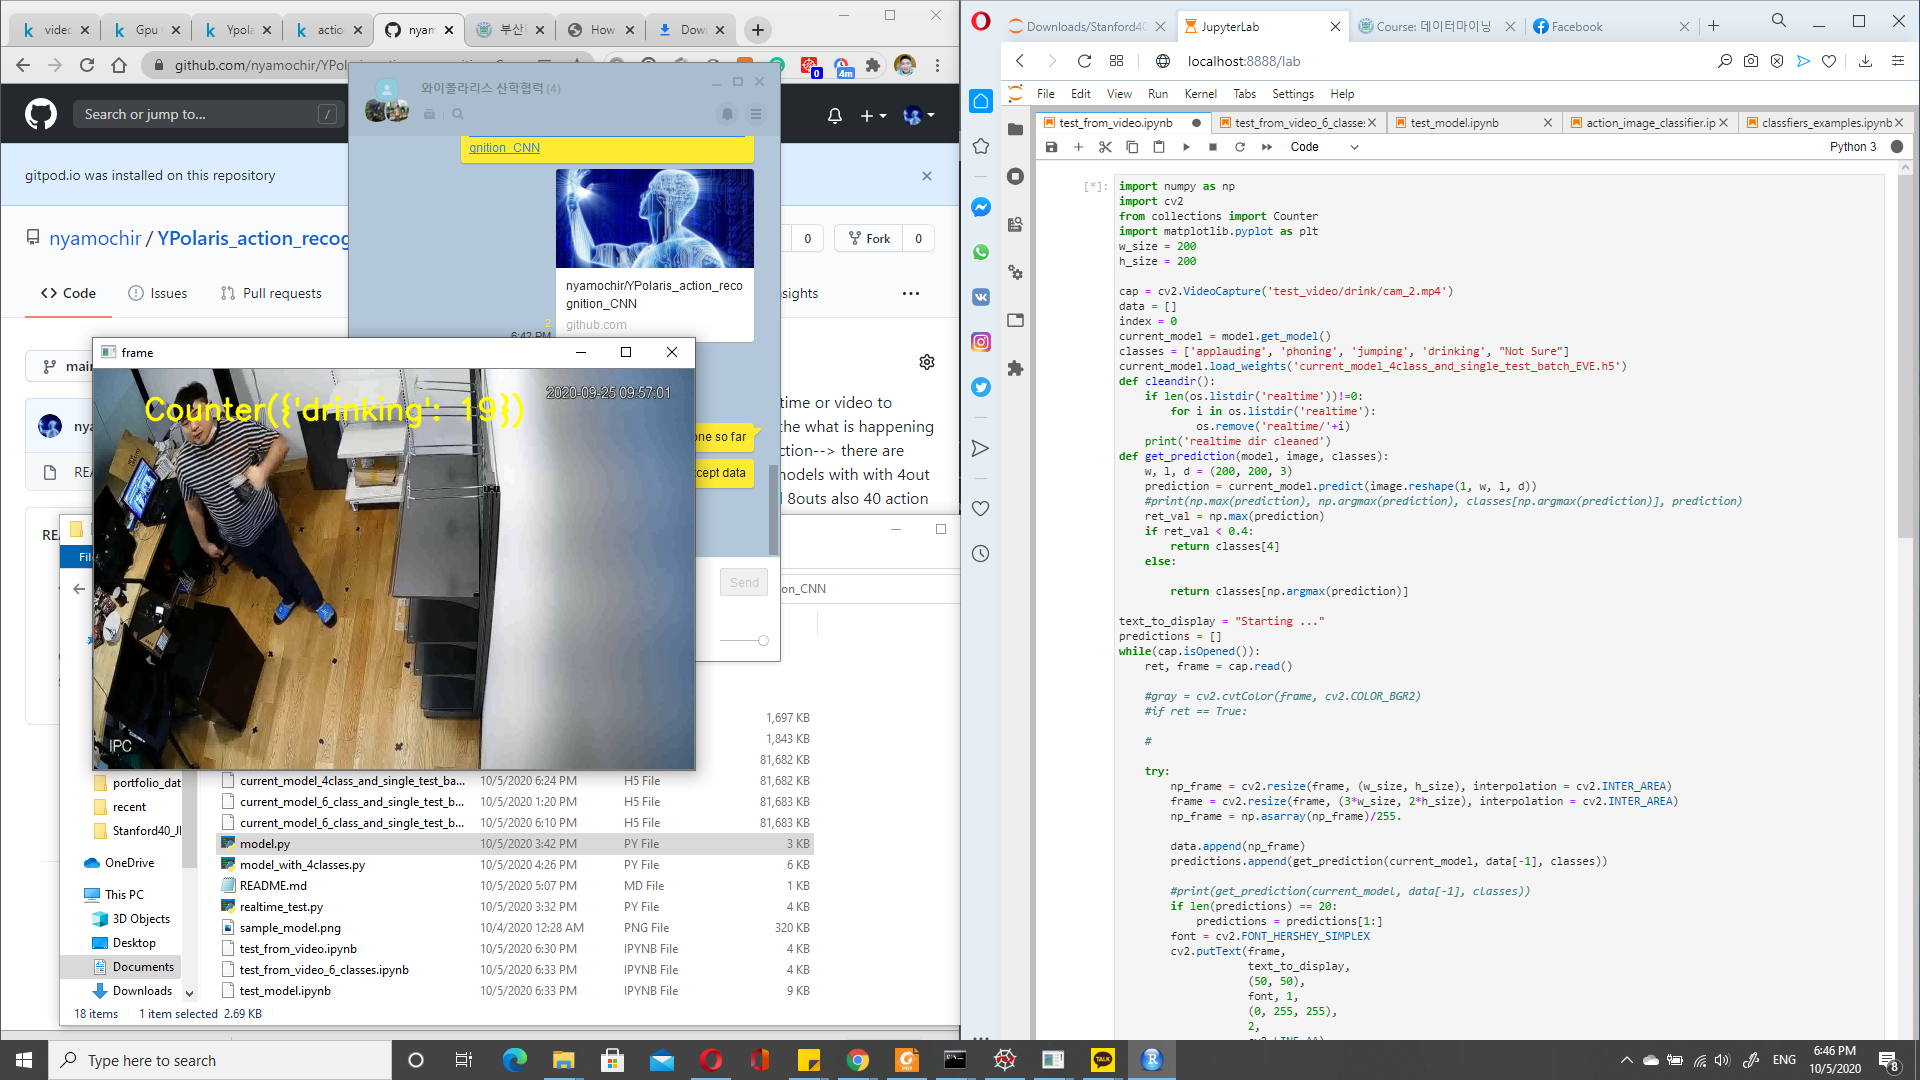 video
Gpu
Ypola
actio
nyam
부산
How
Dow
github.com/nyamochir/YPo
0
4m
Search or jump to...
/
gitpod.io was installed on this repository
nyamochir / YPolaris_action_recog
0
Fork
0
Code
Issues
Pull requests
nsights
와이폴라리스 산학협력 (4)
gnition_CNN
nyamochir/YPolaris_action_reco
gnition_CNN
github.com
2
6:42 PM
one so far
cept data
Send
main
nya
REA
time or video to
the what is happening
ction--> there are
nodels with with 4out
d 8outs also 40 action
frame
Counter({'drinking': 19})
2020-09-25 09:57:01
IPC
File
on_CNN
portfolio_dat
recent
Stanford40_JI
OneDrive
This PC
3D Objects
Desktop
Documents
Downloads
1,697 KB
1,843 KB
81,682 KB
current_model_4class_and_single_test_ba... 10/5/2020 6:24 PM H5 File 81,682 KB
current_model_6_class_and_single_test_b... 10/5/2020 1:20 PM H5 File 81,683 KB
current_model_6_class_and_single_test_b... 10/5/2020 6:10 PM H5 File 81,683 KB
model.py 10/5/2020 3:42 PM PY File 3 KB
model_with_4classes.py 10/5/2020 4:26 PM PY File 6 KB
README.md 10/5/2020 5:07 PM MD File 1 KB
realtime_test.py 10/5/2020 3:32 PM PY File 4 KB
sample_model.png 10/4/2020 12:28 AM PNG File 320 KB
test_from_video.ipynb 10/5/2020 6:30 PM IPYNB File 4 KB
test_from_video_6_classes.ipynb 10/5/2020 6:33 PM IPYNB File 4 KB
test_model.ipynb 10/5/2020 6:33 PM IPYNB File 9 KB
18 items 1 item selected 2.69 KB
Downloads/Stanford40
JupyterLab
Course: 데이터마이닝
Facebook
localhost:8888/lab
File Edit View Run Kernel Tabs Settings Help
test_from_video.ipynb
test_from_video_6_classe
test_model.ipynb
action_image_classifier.ip
classfiers_examples.ipynb
Code
Python 3
[*]:
import numpy as np
import cv2
from collections import Counter
import matplotlib.pyplot as plt
w_size = 200
h_size = 200
cap = cv2.VideoCapture('test_video/drink/cam_2.mp4')
data = []
index = 0
current_model = model.get_model()
classes = ['applauding', 'phoning', 'jumping', 'drinking', "Not Sure"]
current_model.load_weights('current_model_4class_and_single_test_batch_EVE.h5')
def cleandir():
if len(os.listdir('realtime'))!=0:
for i in os.listdir('realtime'):
os.remove('realtime/'+i)
print('realtime dir cleaned')
def get_prediction(model, image, classes):
w, l, d = (200, 200, 3)
prediction = current_model.predict(image.reshape(1, w, l, d))
#print(np.max(prediction), np.argmax(prediction), classes[np.argmax(prediction)], prediction)
ret_val = np.max(prediction)
if ret_val < 0.4:
return classes[4]
else:
return classes[np.argmax(prediction)]
text_to_display = "Starting ..."
predictions = []
while(cap.isOpened()):
ret, frame = cap.read()
#gray = cv2.cvtColor(frame, cv2.COLOR_BGR2)
#if ret == True:
#
try:
np_frame = cv2.resize(frame, (w_size, h_size), interpolation = cv2.INTER_AREA)
frame = cv2.resize(frame, (3*w_size, 2*h_size), interpolation = cv2.INTER_AREA)
np_frame = np.asarray(np_frame)/255.
data.append(np_frame)
predictions.append(get_prediction(current_model, data[-1], classes))
#print(get_prediction(current_model, data[-1], classes))
if len(predictions) == 20:
predictions = predictions[1:]
font = cv2.FONT_HERSHEY_SIMPLEX
cv2.putText(frame,
text_to_display,
(50, 50),
font, 1,
(0, 255, 255),
2,
Type here to search
ENG
6:46 PM
10/5/2020
8